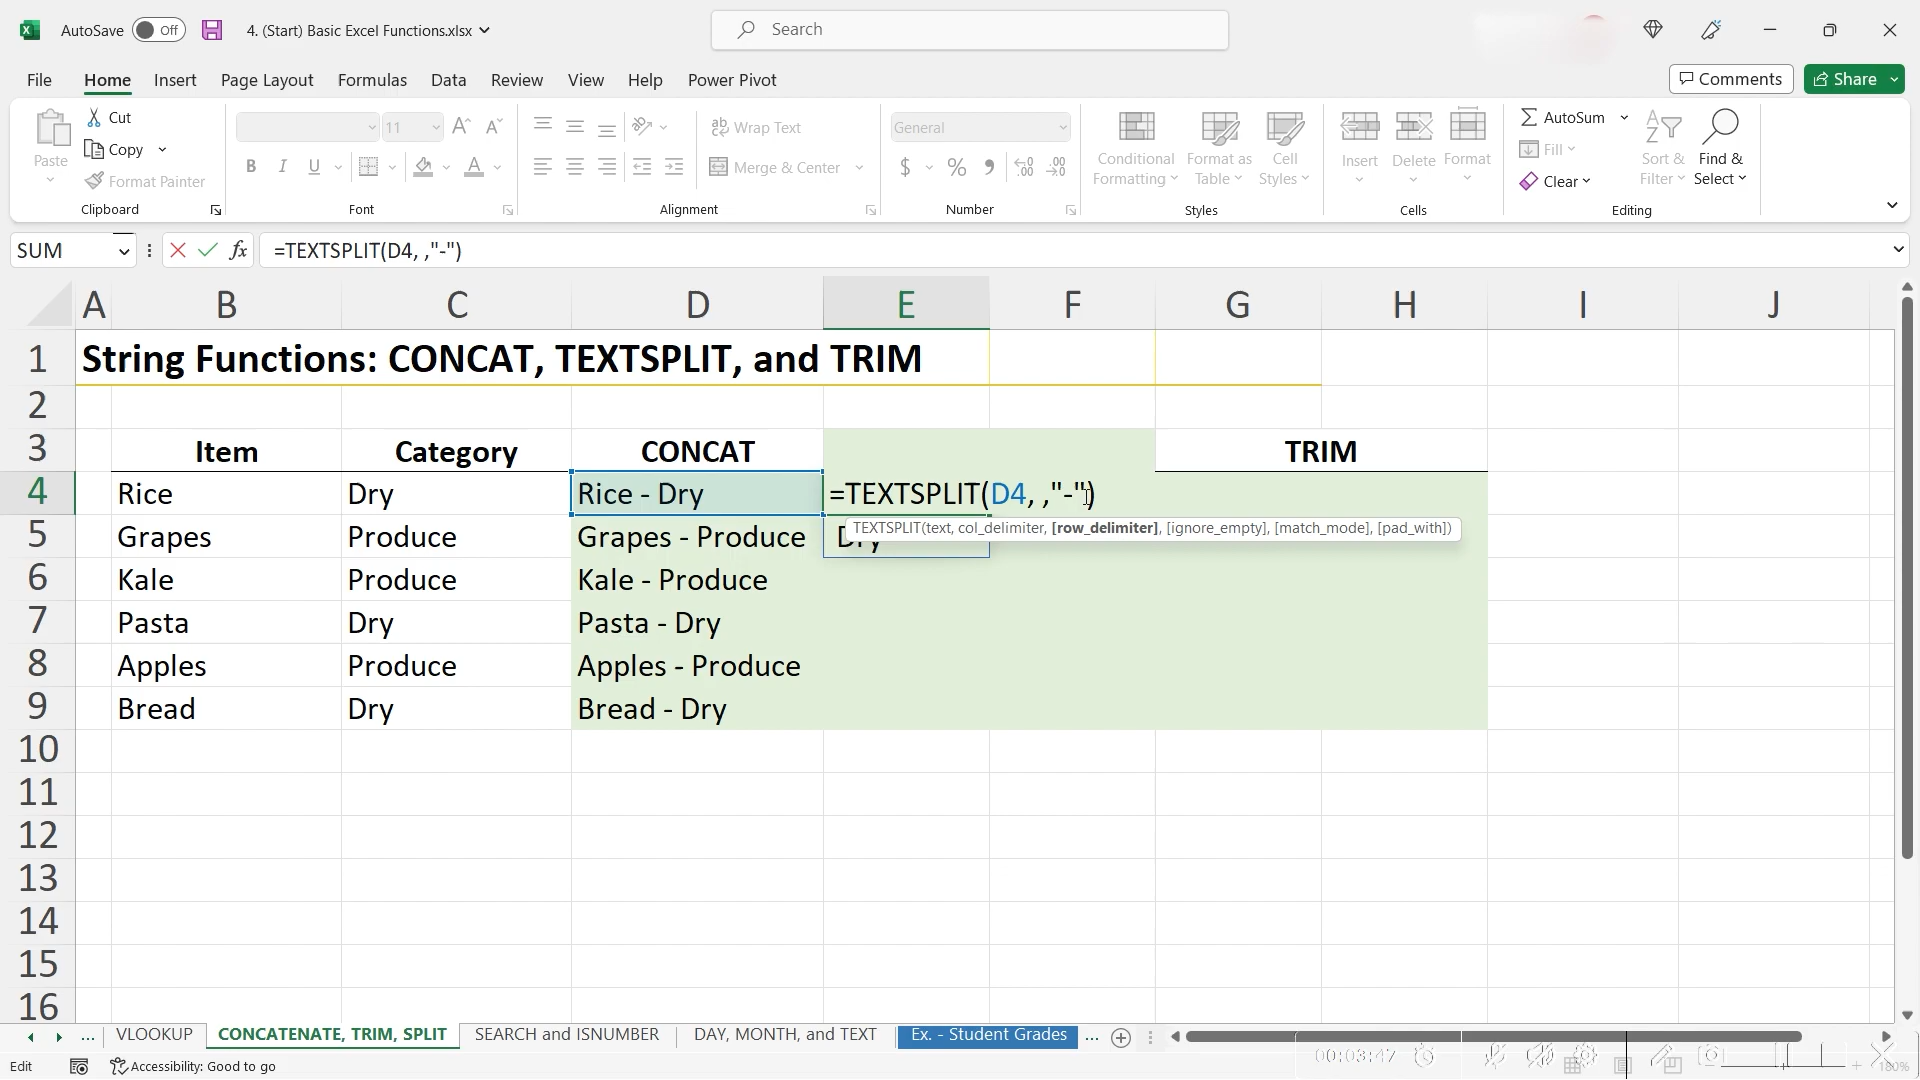 AutoSave Off 4. (Start) Basic Excel Functions.xlsx Search
File Home Insert Page Layout Formulas Data Review View Help Power Pivot Comments Share
Paste Cut Copy Format Painter Clipboard
11 B I U A Font
Wrap Text Merge & Center Alignment
General $ % Number
Conditional Formatting Format as Table Cell Styles Styles
Insert Delete Format Cells
AutoSum Fill Clear Sort & Filter Find & Select Editing
SUM fx =TEXTSPLIT(D4, ,"-")
A B C D E F G H I J
1 String Functions: CONCAT, TEXTSPLIT, and TRIM
2
3 Item Category CONCAT TRIM
4 Rice Dry Rice - Dry =TEXTSPLIT(D4, ,"-")
TEXTSPLIT(text, col_delimiter, [row_delimiter], [ignore_empty], [match_mode], [pad_with])
5 Grapes Produce Grapes - Produce Dry
6 Kale Produce Kale - Produce
7 Pasta Dry Pasta - Dry
8 Apples Produce Apples - Produce
9 Bread Dry Bread - Dry
10
11
12
13
14
15
16
... VLOOKUP CONCATENATE, TRIM, SPLIT SEARCH and ISNUMBER DAY, MONTH, and TEXT Ex. - Student Grades ...
Edit Accessibility: Good to go 00:03:47 180%